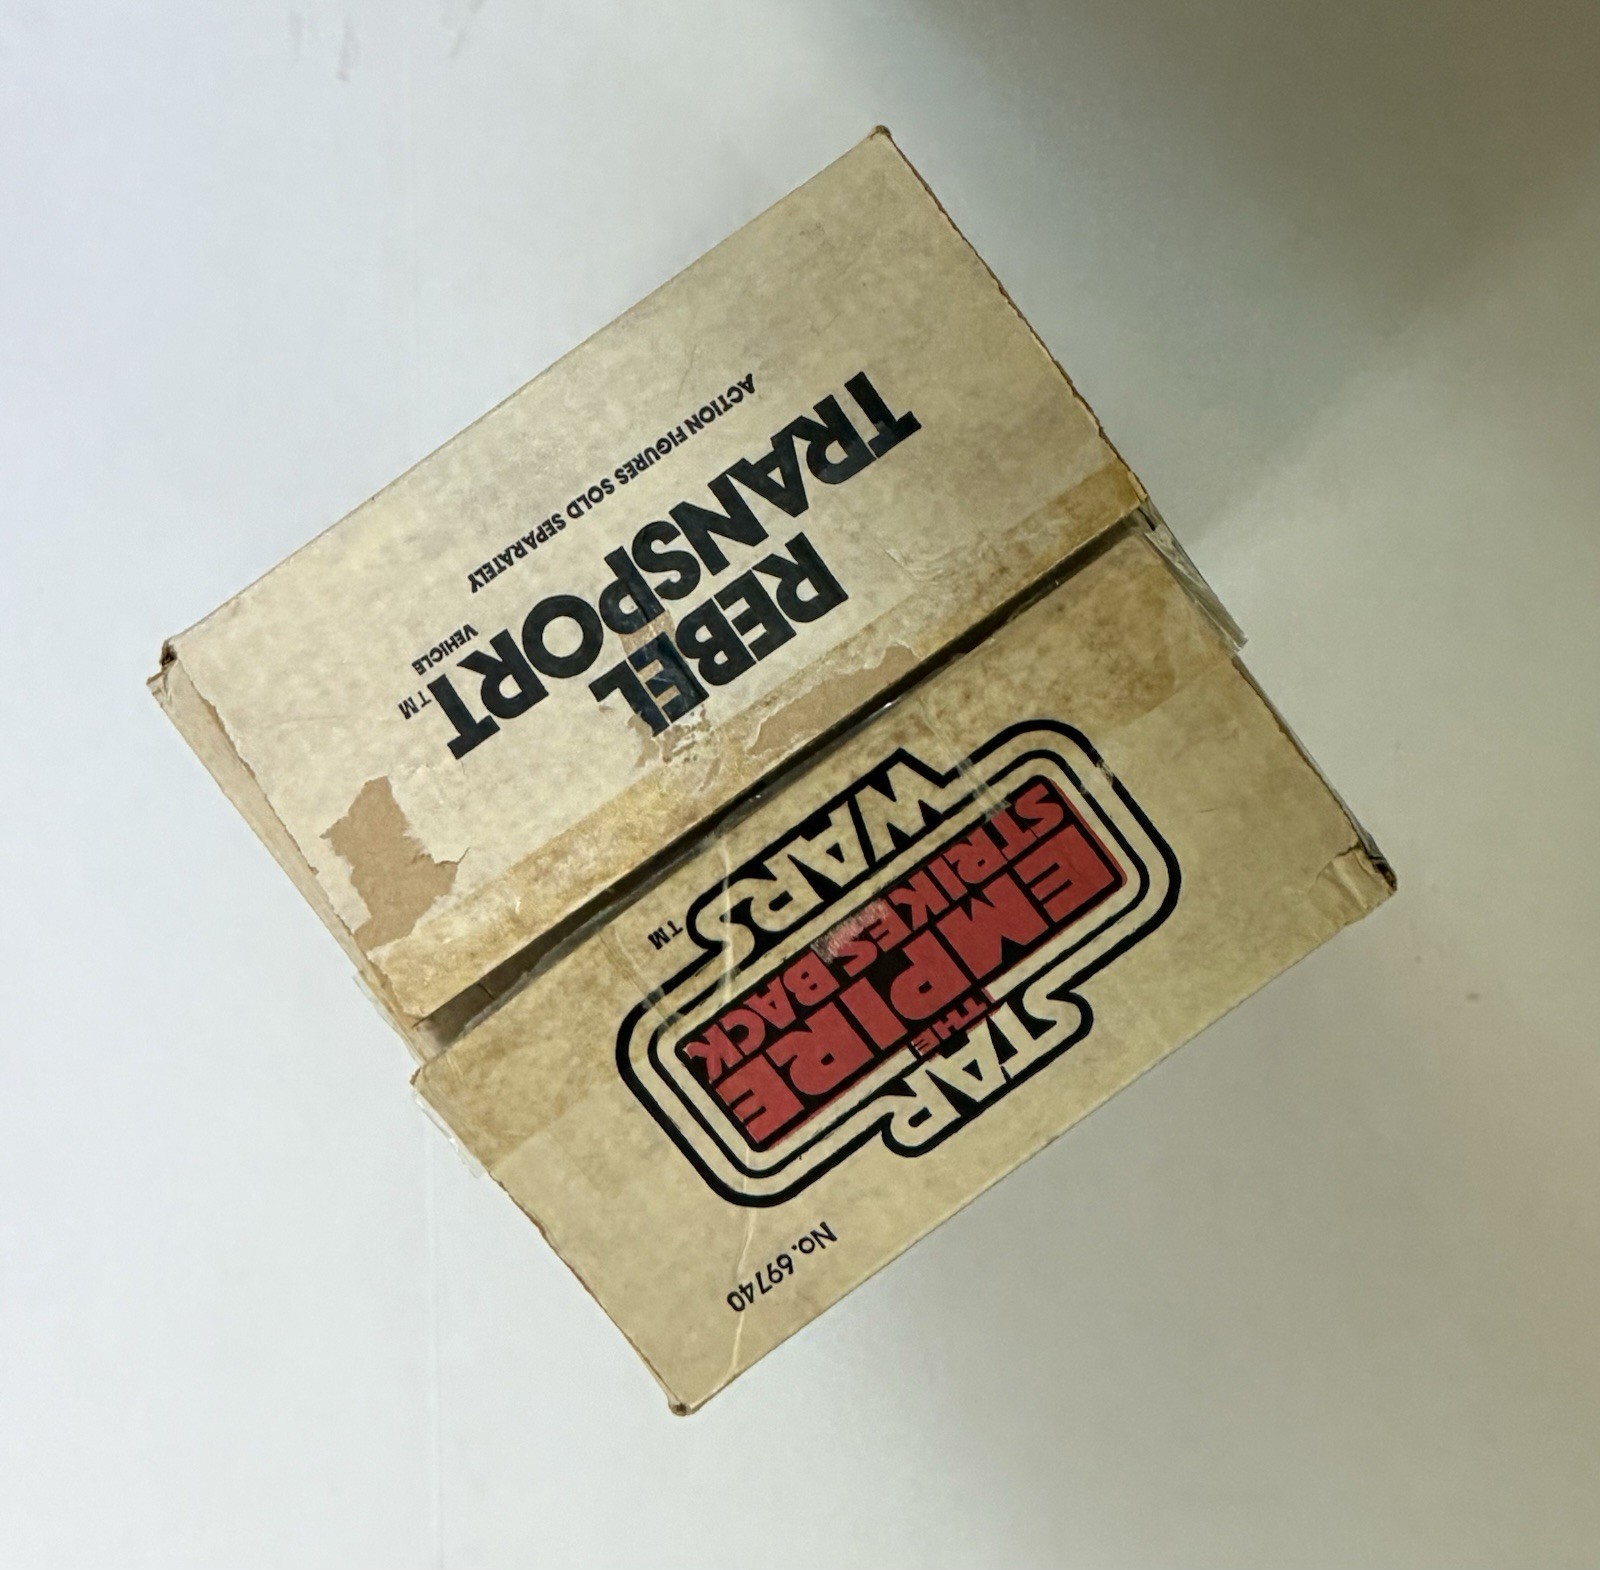 No. 69740
STAR
THE
EMPIRE
STRIKES BACK
WARS TM
REBEL
TRANSPORT TM
VEHICLE
ACTION FIGURES SOLD SEPARATELY